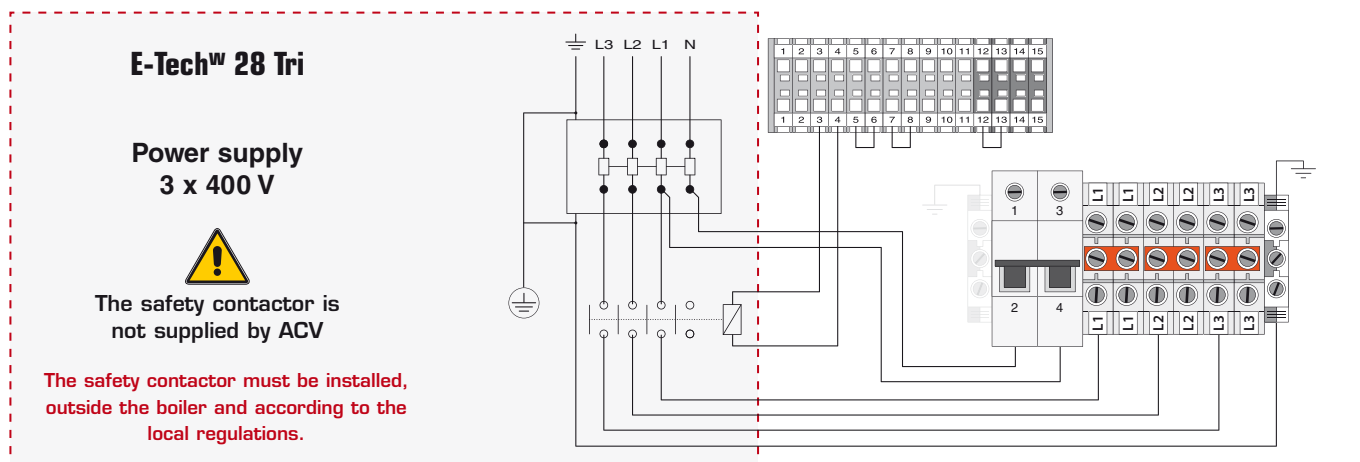 E-Techᵂ 28 Tri
Power supply
3 x 400 V
The safety contactor is
not supplied by ACV
The safety contactor must be installed,
outside the boiler and according to the
local regulations.
L3 L2 L1 N
1 2 3 4 5 6 7 8 9 10 11 12 13 14 15
1 2 3 4 5 6 7 8 9 10 11 12 13 14 15
1 3
L1 L1 L2 L2 L3 L3
2 4
L1 L1 L2 L2 L3 L3